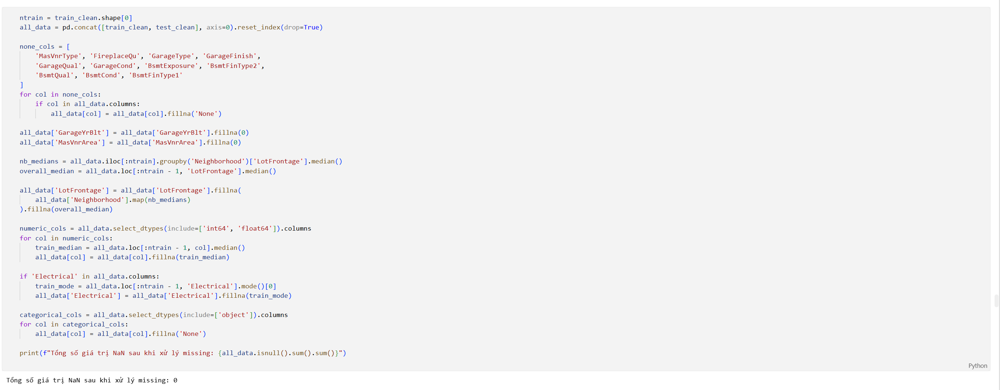 ntrain = train_clean.shape[0]
all_data = pd.concat([train_clean, test_clean], axis=0).reset_index(drop=True)

none_cols = [
    'MasVnrType', 'FireplaceQu', 'GarageType', 'GarageFinish',
    'GarageQual', 'GarageCond', 'BsmtExposure', 'BsmtFinType2',
    'BsmtQual', 'BsmtCond', 'BsmtFinType1'
]
for col in none_cols:
    if col in all_data.columns:
        all_data[col] = all_data[col].fillna('None')

all_data['GarageYrBlt'] = all_data['GarageYrBlt'].fillna(0)
all_data['MasVnrArea'] = all_data['MasVnrArea'].fillna(0)

nb_medians = all_data.iloc[:ntrain].groupby('Neighborhood')['LotFrontage'].median()
overall_median = all_data.loc[:ntrain - 1, 'LotFrontage'].median()

all_data['LotFrontage'] = all_data['LotFrontage'].fillna(
    all_data['Neighborhood'].map(nb_medians)
).fillna(overall_median)

numeric_cols = all_data.select_dtypes(include=['int64', 'float64']).columns
for col in numeric_cols:
    train_median = all_data.loc[:ntrain - 1, col].median()
    all_data[col] = all_data[col].fillna(train_median)

if 'Electrical' in all_data.columns:
    train_mode = all_data.loc[:ntrain - 1, 'Electrical'].mode()[0]
    all_data['Electrical'] = all_data['Electrical'].fillna(train_mode)

categorical_cols = all_data.select_dtypes(include=['object']).columns
for col in categorical_cols:
    all_data[col] = all_data[col].fillna('None')

print(f"Tổng số giá trị NaN sau khi xử lý missing: {all_data.isnull().sum().sum()}")
Python
Tổng số giá trị NaN sau khi xử lý missing: 0